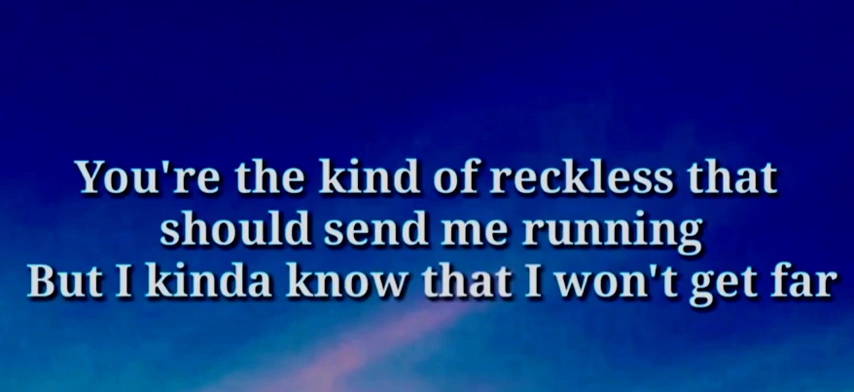 You're the kind of reckless that
should send me running
But I kinda know that I won't get far